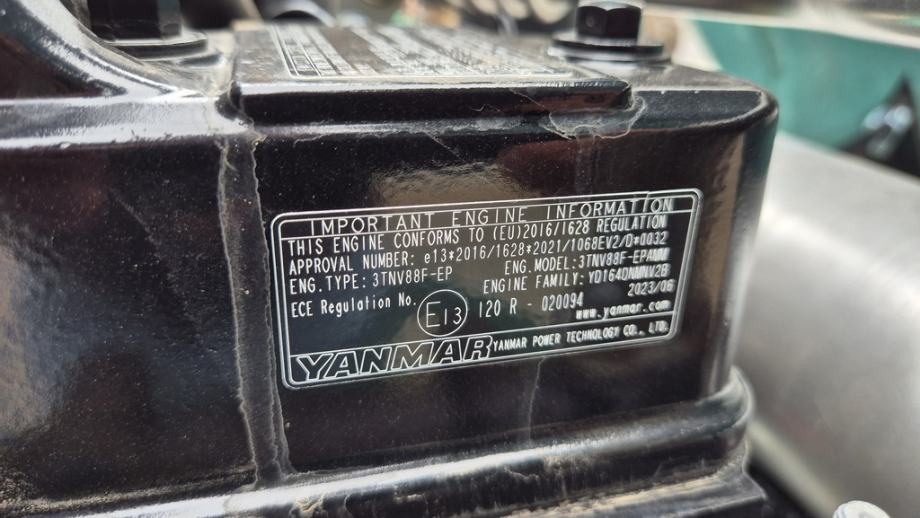 IMPORTANT ENGINE INFORMATION
THIS ENGINE CONFORMS TO (EU)2016/1628 REGULATION
APPROVAL NUMBER: e13*2016/1628*2021/1068EV2/D*0032
ENG.TYPE: 3TNV88F-EP ENG.MODEL: 3TNV88F-EPAMM
ENGINE FAMILY: YDI64QNMNV2B
ECE Regulation No. E13 120 R - 020094 2023/06
www.yanmar.com
YANMAR YANMAR POWER TECHNOLOGY CO., LTD.